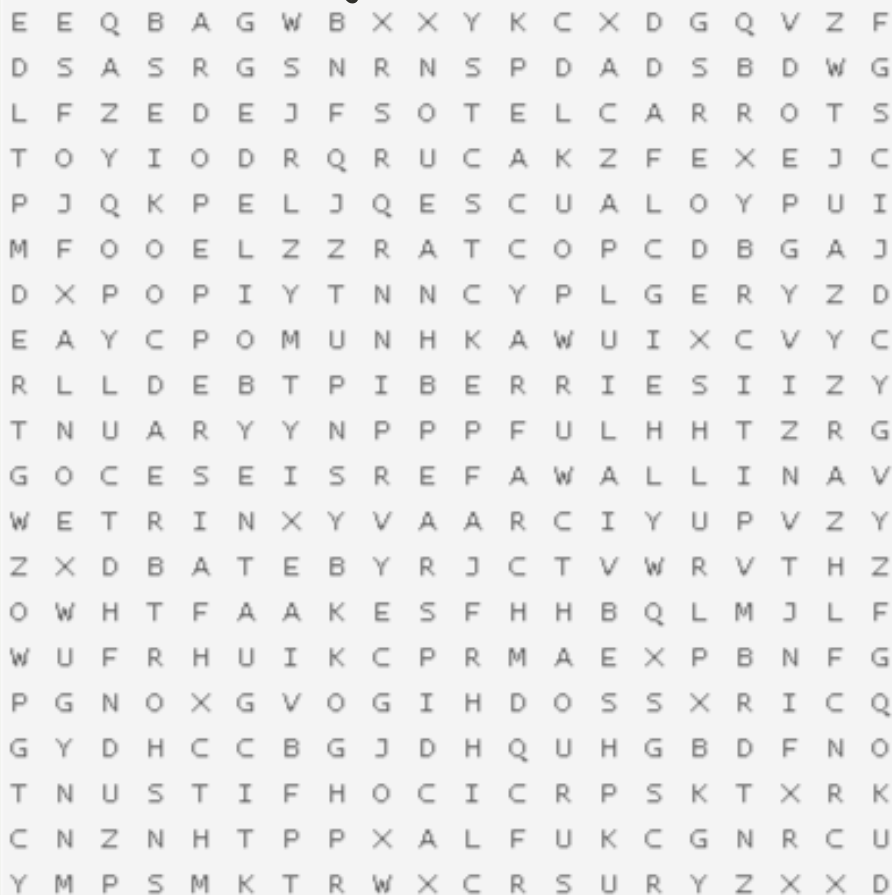 E E Q B A G W B X X Y K C X D G Q V Z F
D S A S R G S N R N S P D A D S B D W G
L F Z E D E J F S O T E L C A R R O T S
T O Y I O D R Q R U C A K Z F E X E J C
P J Q K P E L J Q E S C U A L O Y P U I
M F O O E L Z Z R A T C O P C D B G A J
D X P O P I Y T N N C Y P L G E R Y Z D
E A Y C P O M U N H K A W U I X C V Y C
R L L D E B T P I B E R R I E S I I Z Y
T N U A R Y Y N P P P F U L H H T Z R G
G O C E S E I S R E F A W A L L I N A V
W E T R I N X Y V A A R C I Y U P V Z Y
Z X D B A T E B Y R J C T V W R V T H Z
O W H T F A A K E S F H H B Q L M J L F
W U F R H U I K C P R M A E X P B N F G
P G N O X G V O G I H D O S S X R I C Q
G Y D H C C B G J D H Q U H G B D F N O
T N U S T I F H O C I C R P S K T X R K
C N Z N H T P P X A L F U K C G N R C U
Y M P S M K T R W X C R S U R Y Z X X D